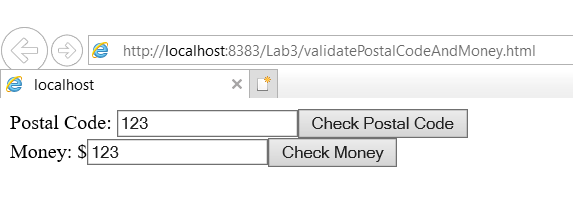 http://localhost:8383/Lab3/validatePostalCodeAndMoney.html
localhost
Postal Code: 123 Check Postal Code
Money: $123 Check Money